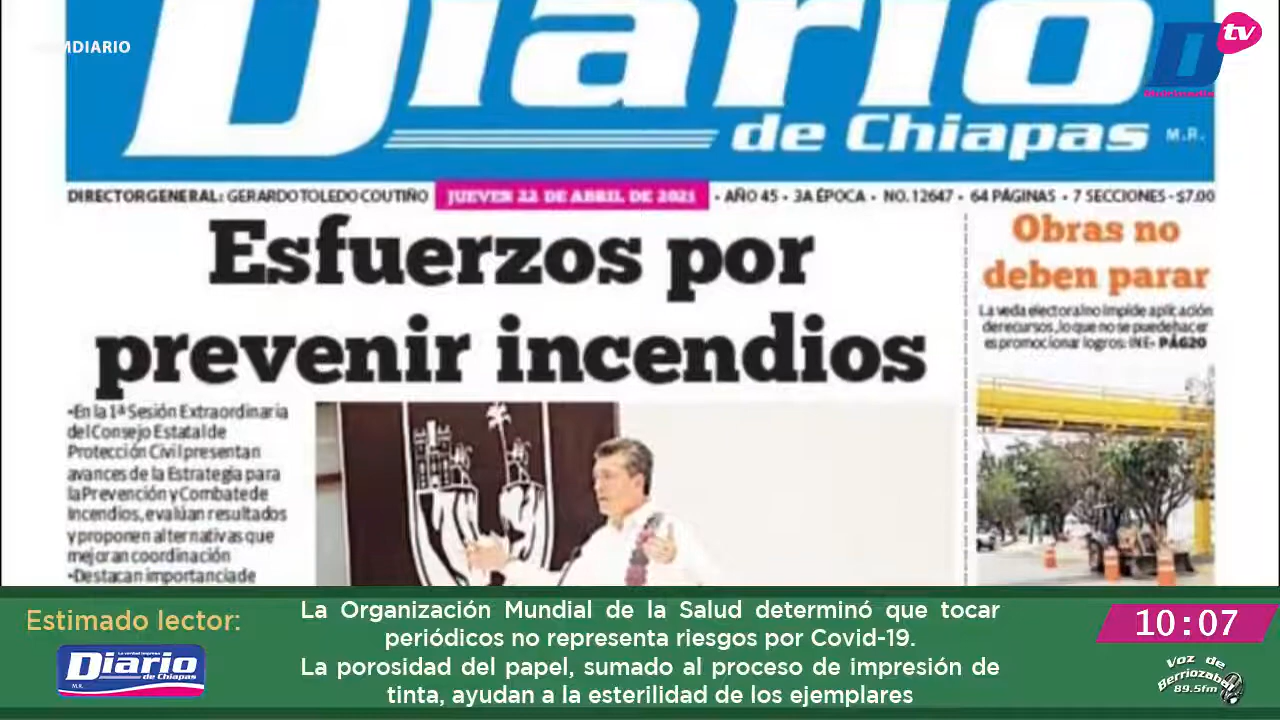 MDIARIO
Diario
de Chiapas M.R.
D tv
DIRECTOR GENERAL: GERARDO TOLEDO COUTIÑO JUEVES 22 DE ABRIL DE 2021 • AÑO 45 • 3A ÉPOCA • NO. 12647 • 64 PÁGINAS • 7 SECCIONES • $7.00
Esfuerzos por
prevenir incendios
•En la 1ª Sesión Extraordinaria
del Consejo Estatal de
Protección Civil presentan
avances de la Estrategia para
la Prevención y Combate de
Incendios, evalúan resultados
y proponen alternativas que
mejoran coordinación
•Destacan importancia de
Obras no
deben parar
La veda electoral no impide aplicación
de recursos, lo que no se puede hacer
es promocionar logros: INE• PÁG 20
Estimado lector:
La verdad impresa
Diario
de Chiapas
M.R.
La Organización Mundial de la Salud determinó que tocar
periódicos no representa riesgos por Covid-19.
La porosidad del papel, sumado al proceso de impresión de
tinta, ayudan a la esterilidad de los ejemplares
10:07
Voz de
Berriozabal
89.5fm